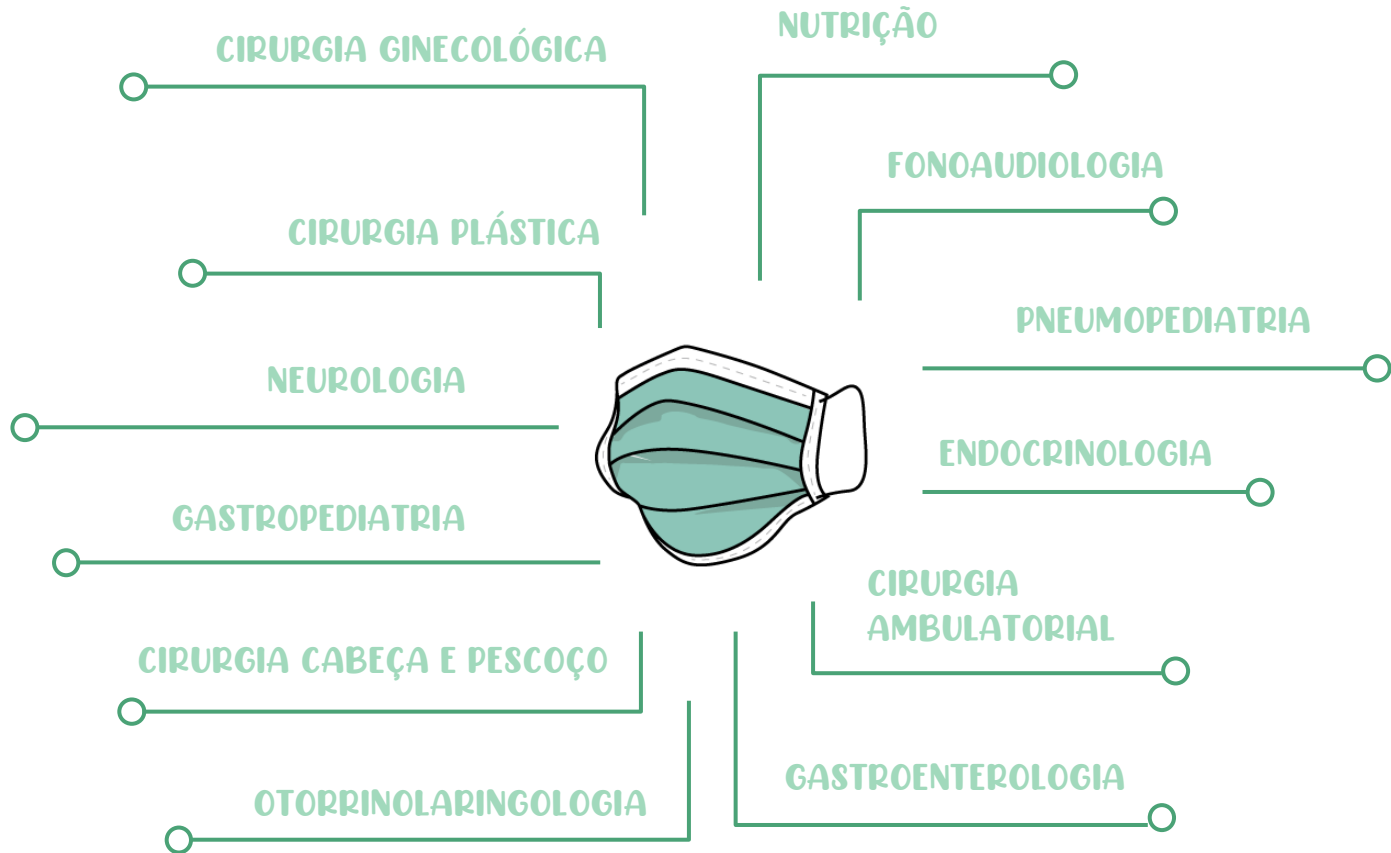 CIRURGIA GINECOLÓGICA
CIRURGIA PLÁSTICA
NEUROLOGIA
GASTROPEDIATRIA
CIRURGIA CABEÇA E PESCOÇO
OTORRINOLARINGOLOGIA
NUTRIÇÃO
FONOAUDIOLOGIA
PNEUMOPEDIATRIA
ENDOCRINOLOGIA
CIRURGIA
AMBULATORIAL
GASTROENTEROLOGIA